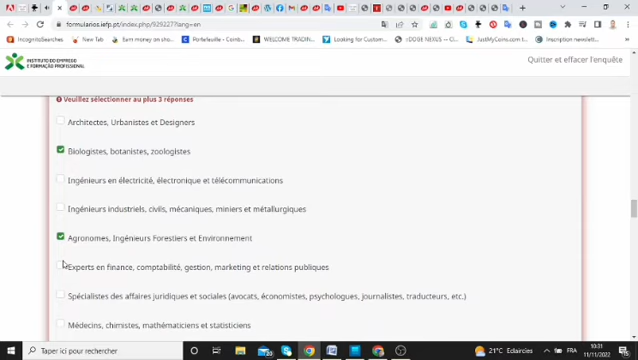 formularios.iefp.pt/index.php/929227?lang=en
IncognitoSearches
New Tab
Earn money on sho...
Portefeuille - Coinb...
WELCOME TRADIN...
Looking for Custom...
DOGE NEXUS — CO...
JustMyCoins.com I...
Inscription newslett...
INSTITUTO DO EMPREGO
E FORMAÇÃO PROFISSIONAL
Quitter et effacer l'enquête
Veuillez sélectionner au plus 3 réponses
Architectes, Urbanistes et Designers
Biologistes, botanistes, zoologistes
Ingénieurs en électricité, électronique et télécommunications
Ingénieurs industriels, civils, mécaniques, miniers et métallurgiques
Agronomes, Ingénieurs Forestiers et Environnement
Experts en finance, comptabilité, gestion, marketing et relations publiques
Spécialistes des affaires juridiques et sociales (avocats, économistes, psychologues, journalistes, traducteurs, etc.)
Médecins, chimistes, mathématiciens et statisticiens
Taper ici pour rechercher
21°C Eclaircies
FRA
10:31
11/11/2022